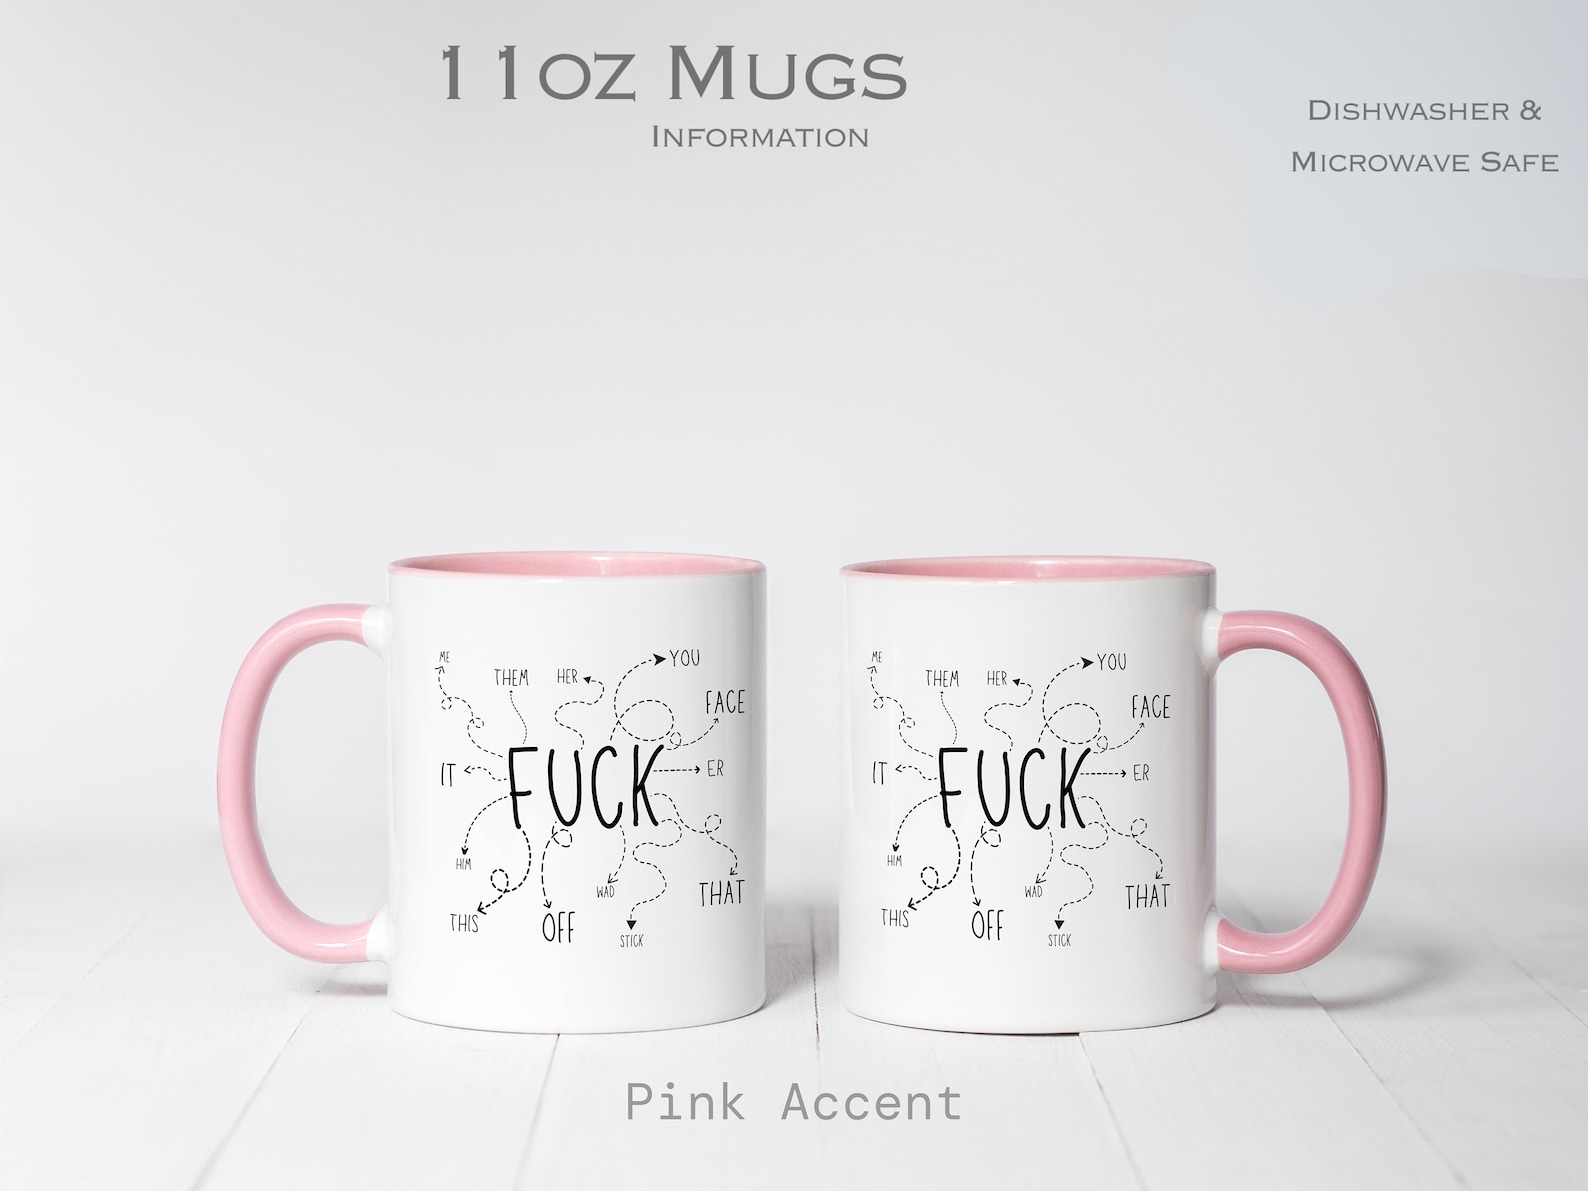 11oz Mugs
Information
Dishwasher &
Microwave Safe
ME
THEM
HER
YOU
FACE
IT
FUCK
ER
HIM
WAD
THIS
OFF
STICK
THAT
ME
THEM
HER
YOU
FACE
IT
FUCK
ER
HIM
WAD
THIS
OFF
STICK
THAT
Pink Accent